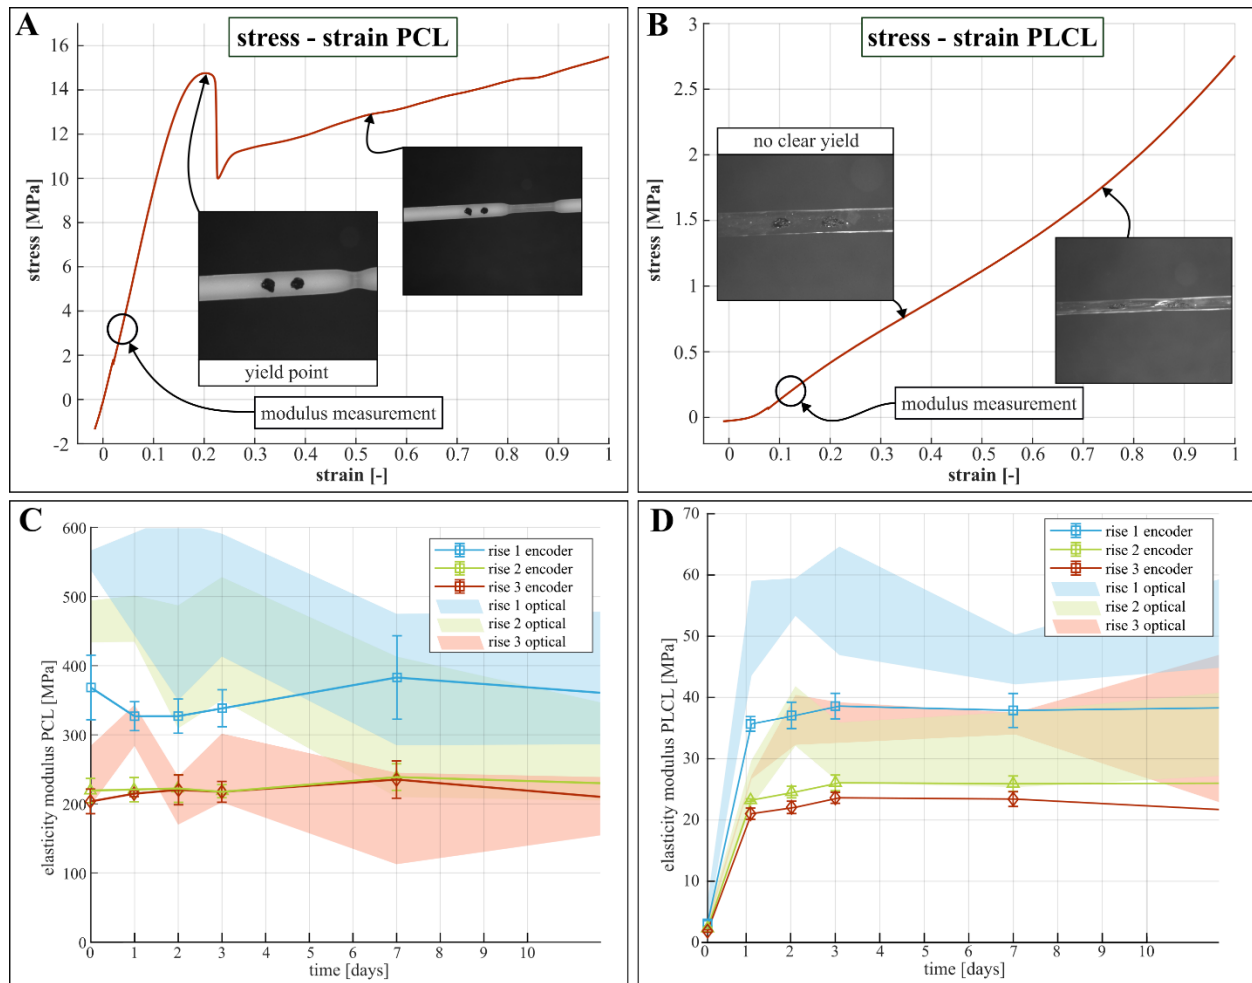 A
stress - strain PCL
16
14
12
10
8
6
4
2
0
-2
stress [MPa]
yield point
modulus measurement
0 0.1 0.2 0.3 0.4 0.5 0.6 0.7 0.8 0.9 1
strain [-]
B
stress - strain PLCL
3
2.5
2
1.5
1
0.5
0
stress [MPa]
no clear yield
modulus measurement
0 0.1 0.2 0.3 0.4 0.5 0.6 0.7 0.8 0.9 1
strain [-]
C
600
500
400
300
200
100
0
elasticity modulus PCL [MPa]
rise 1 encoder
rise 2 encoder
rise 3 encoder
rise 1 optical
rise 2 optical
rise 3 optical
0 1 2 3 4 5 6 7 8 9 10
time [days]
D
70
60
50
40
30
20
10
0
elasticity modulus PLCL [MPa]
rise 1 encoder
rise 2 encoder
rise 3 encoder
rise 1 optical
rise 2 optical
rise 3 optical
0 1 2 3 4 5 6 7 8 9 10
time [days]